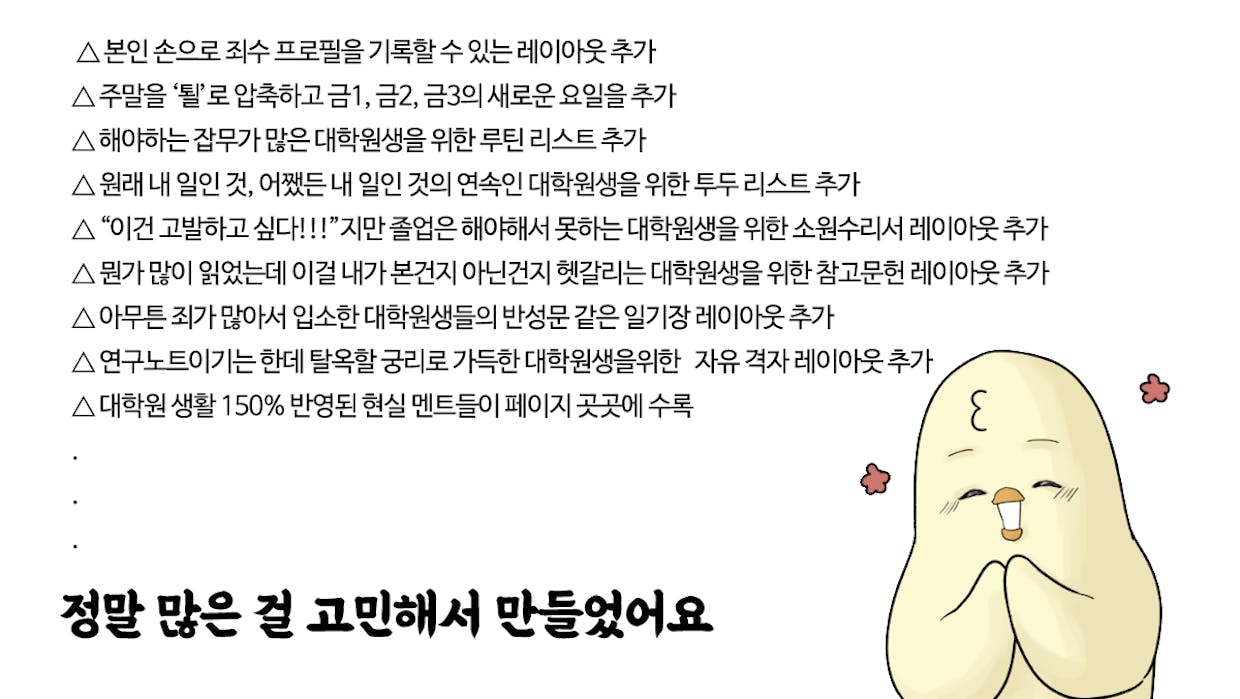 △ 본인 손으로 죄수 프로필을 기록할 수 있는 레이아웃 추가
△ 주말을 ‘퇼’로 압축하고 금1, 금2, 금3의 새로운 요일을 추가
△ 해야하는 잡무가 많은 대학원생을 위한 루틴 리스트 추가
△ 원래 내 일인 것, 어쨌든 내 일인 것의 연속인 대학원생을 위한 투두 리스트 추가
△ “이건 고발하고 싶다!!!”지만 졸업은 해야해서 못하는 대학원생을 위한 소원수리서 레이아웃 추가
△ 뭔가 많이 읽었는데 이걸 내가 본건지 아닌건지 헷갈리는 대학원생을 위한 참고문헌 레이아웃 추가
△ 아무튼 죄가 많아서 입소한 대학원생들의 반성문 같은 일기장 레이아웃 추가
△ 연구노트이기는 한데 탈옥할 궁리로 가득한 대학원생을위한 자유 격자 레이아웃 추가
△ 대학원 생활 150% 반영된 현실 멘트들이 페이지 곳곳에 수록
.
.
.
정말 많은 걸 고민해서 만들었어요